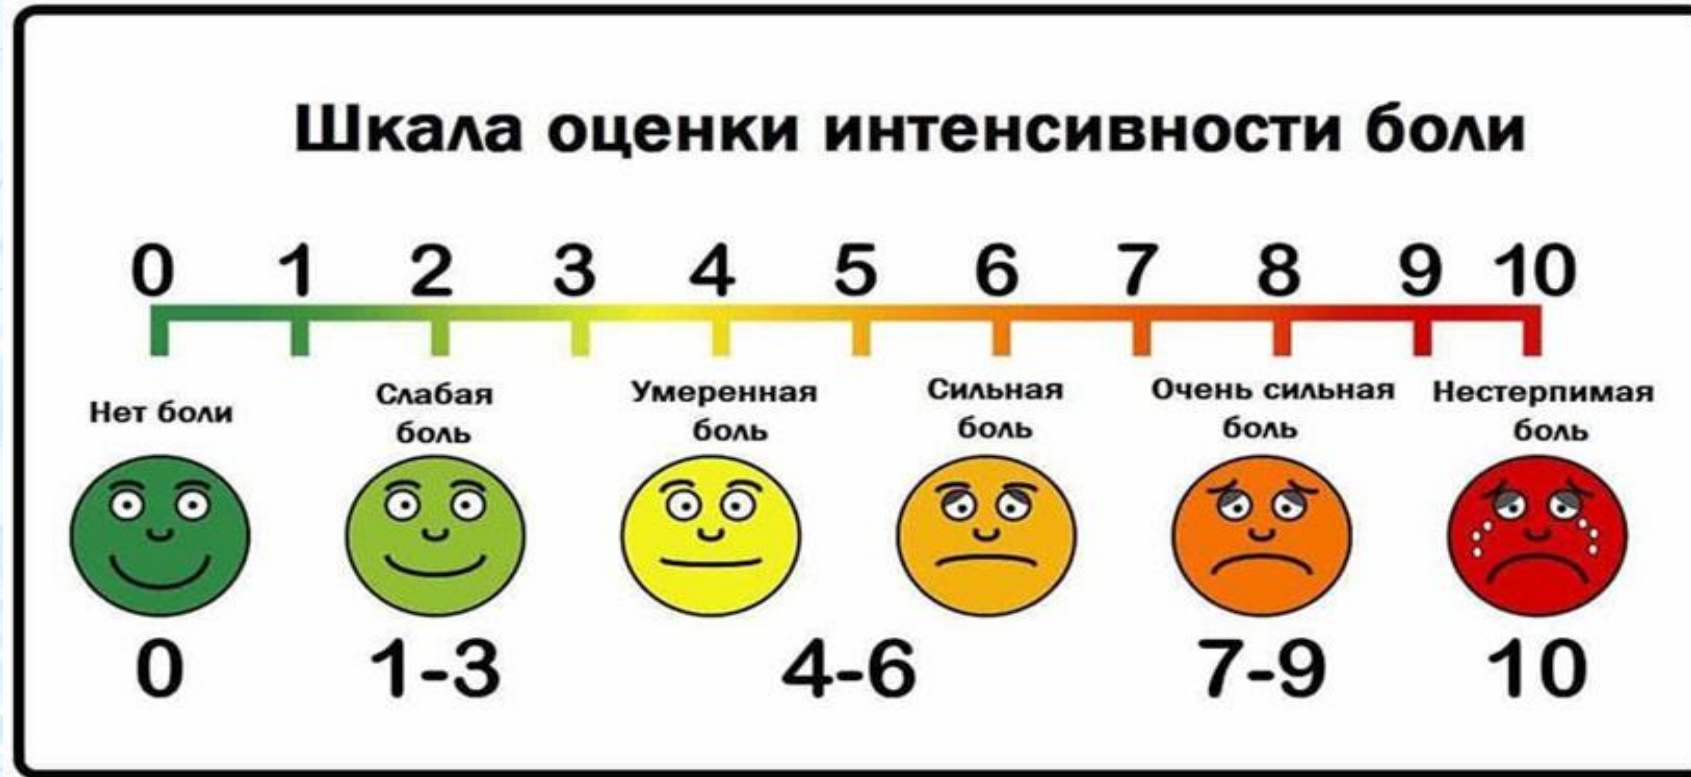 Шкала оценки интенсивности боли
0 1 2 3 4 5 6 7 8 9 10
Нет боли
Слабая
боль
Умеренная
боль
Сильная
боль
Очень сильная
боль
Нестерпимая
боль
0 1-3 4-6 7-9 10